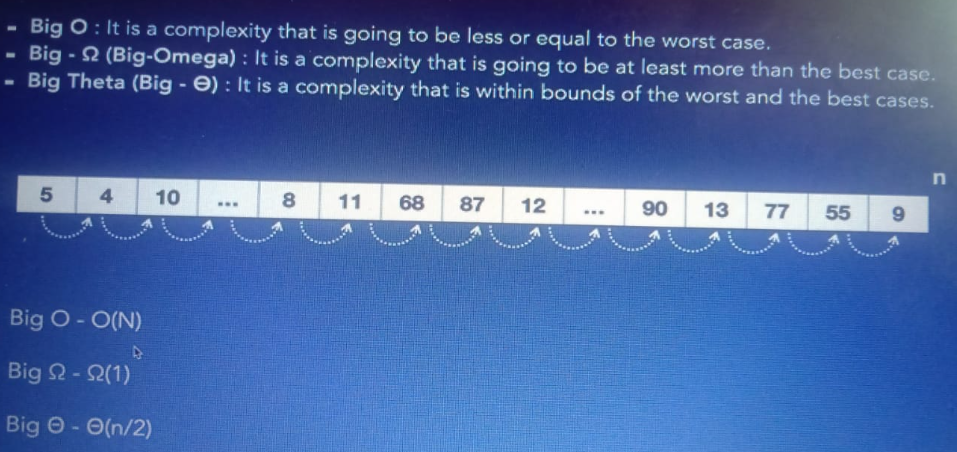 - Big O : It is a complexity that is going to be less or equal to the worst case.
- Big - Ω (Big-Omega) : It is a complexity that is going to be at least more than the best case.
- Big Theta (Big - Θ) : It is a complexity that is within bounds of the worst and the best cases.
n
5 4 10 ... 8 11 68 87 12 ... 90 13 77 55 9
Big O - O(N)
Big Ω - Ω(1)
Big Θ - Θ(n/2)